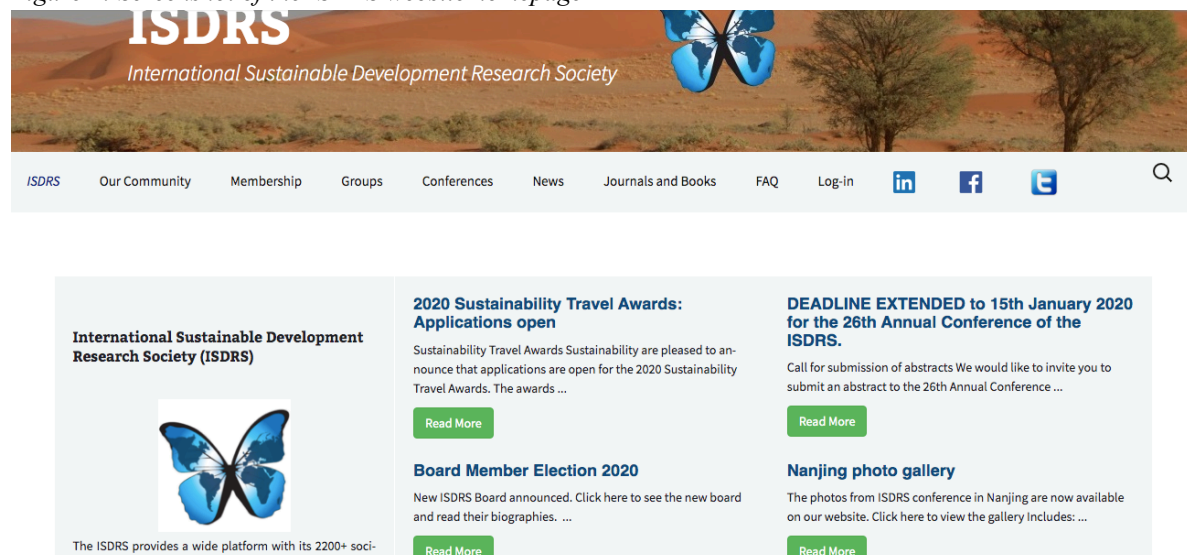 ISDRS
International Sustainable Development Research Society
ISDRS Our Community Membership Groups Conferences News Journals and Books FAQ Log-in
International Sustainable Development
Research Society (ISDRS)
The ISDRS provides a wide platform with its 2200+ soci-
2020 Sustainability Travel Awards:
Applications open
Sustainability Travel Awards Sustainability are pleased to an-
nounce that applications are open for the 2020 Sustainability
Travel Awards. The awards ...
Read More
Board Member Election 2020
New ISDRS Board announced. Click here to see the new board
and read their biographies. ...
Read More
DEADLINE EXTENDED to 15th January 2020
for the 26th Annual Conference of the
ISDRS.
Call for submission of abstracts We would like to invite you to
submit an abstract to the 26th Annual Conference ...
Read More
Nanjing photo gallery
The photos from ISDRS conference in Nanjing are now available
on our website. Click here to view the gallery Includes: ...
Read More